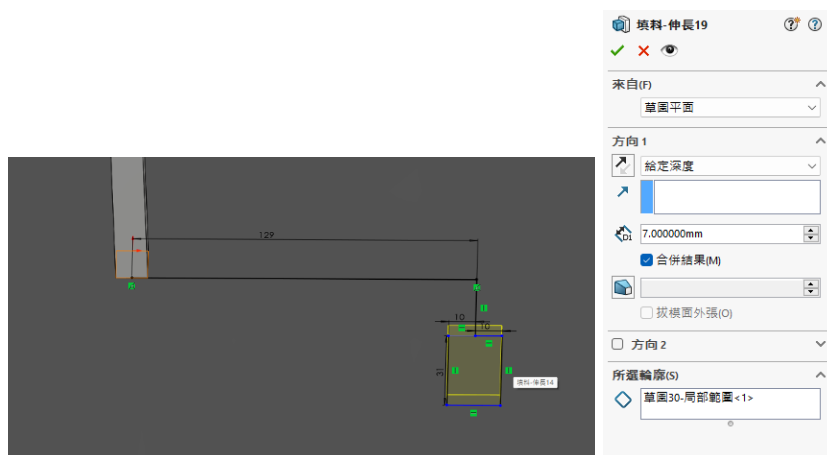 填料-伸長19
來自(F)
草圖平面
方向 1
給定深度
D1
7.000000mm
合併結果(M)
拔模面外張(O)
方向 2
所選輪廓(S)
草圖30-局部範圍<1>
129
10
10
31
填料-伸長14